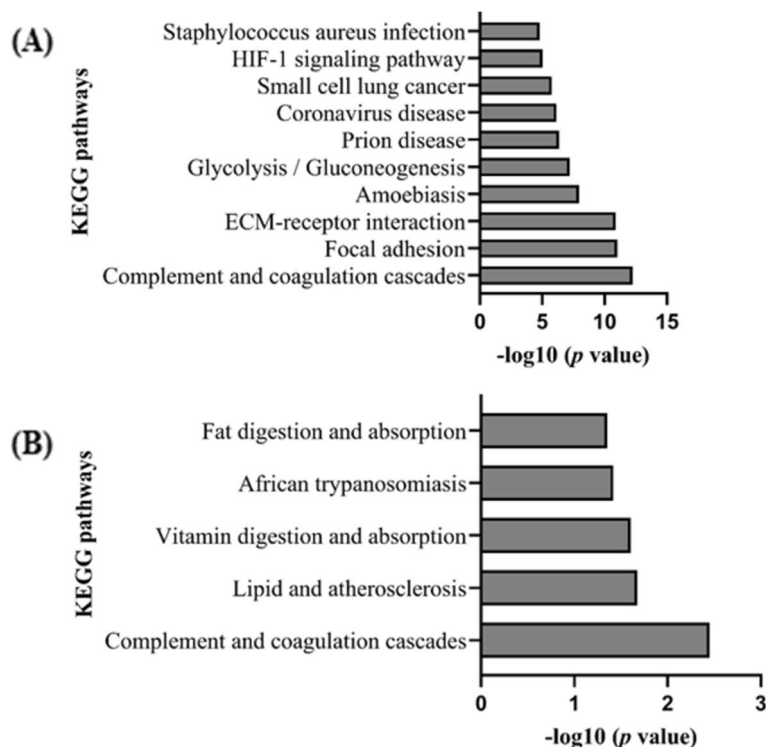 (A)
KEGG pathways
Staphylococcus aureus infection
HIF-1 signaling pathway
Small cell lung cancer
Coronavirus disease
Prion disease
Glycolysis / Gluconeogenesis
Amoebiasis
ECM-receptor interaction
Focal adhesion
Complement and coagulation cascades
0 5 10 15
-log10 (p value)
(B)
KEGG pathways
Fat digestion and absorption
African trypanosomiasis
Vitamin digestion and absorption
Lipid and atherosclerosis
Complement and coagulation cascades
0 1 2 3
-log10 (p value)